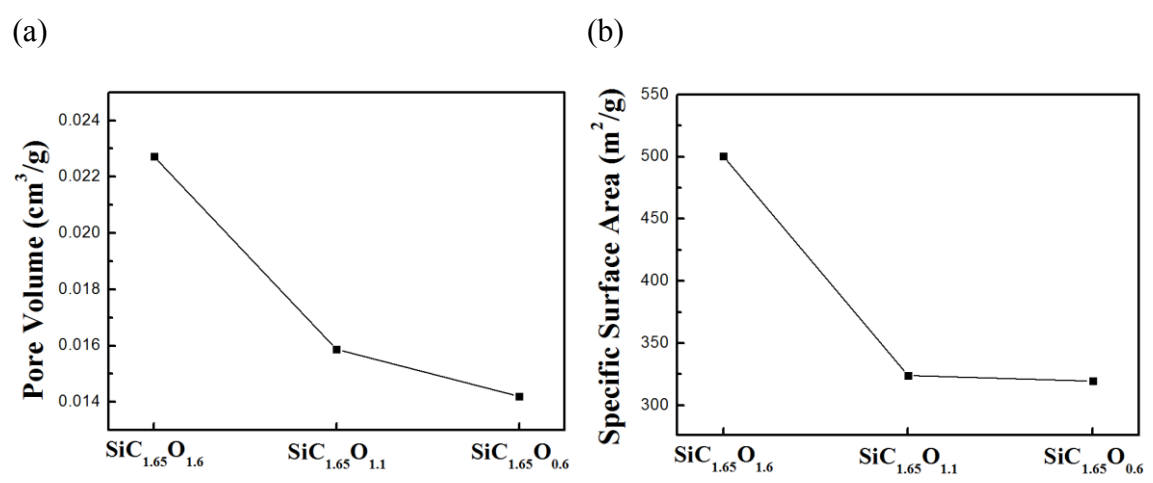 (a)
(b)
Pore Volume (cm³/g)
0.024
0.022
0.020
0.018
0.016
0.014
SiC₁.₆₅O₁.₆
SiC₁.₆₅O₁.₁
SiC₁.₆₅O₀.₆
Specific Surface Area (m²/g)
550
500
450
400
350
300
SiC₁.₆₅O₁.₆
SiC₁.₆₅O₁.₁
SiC₁.₆₅O₀.₆